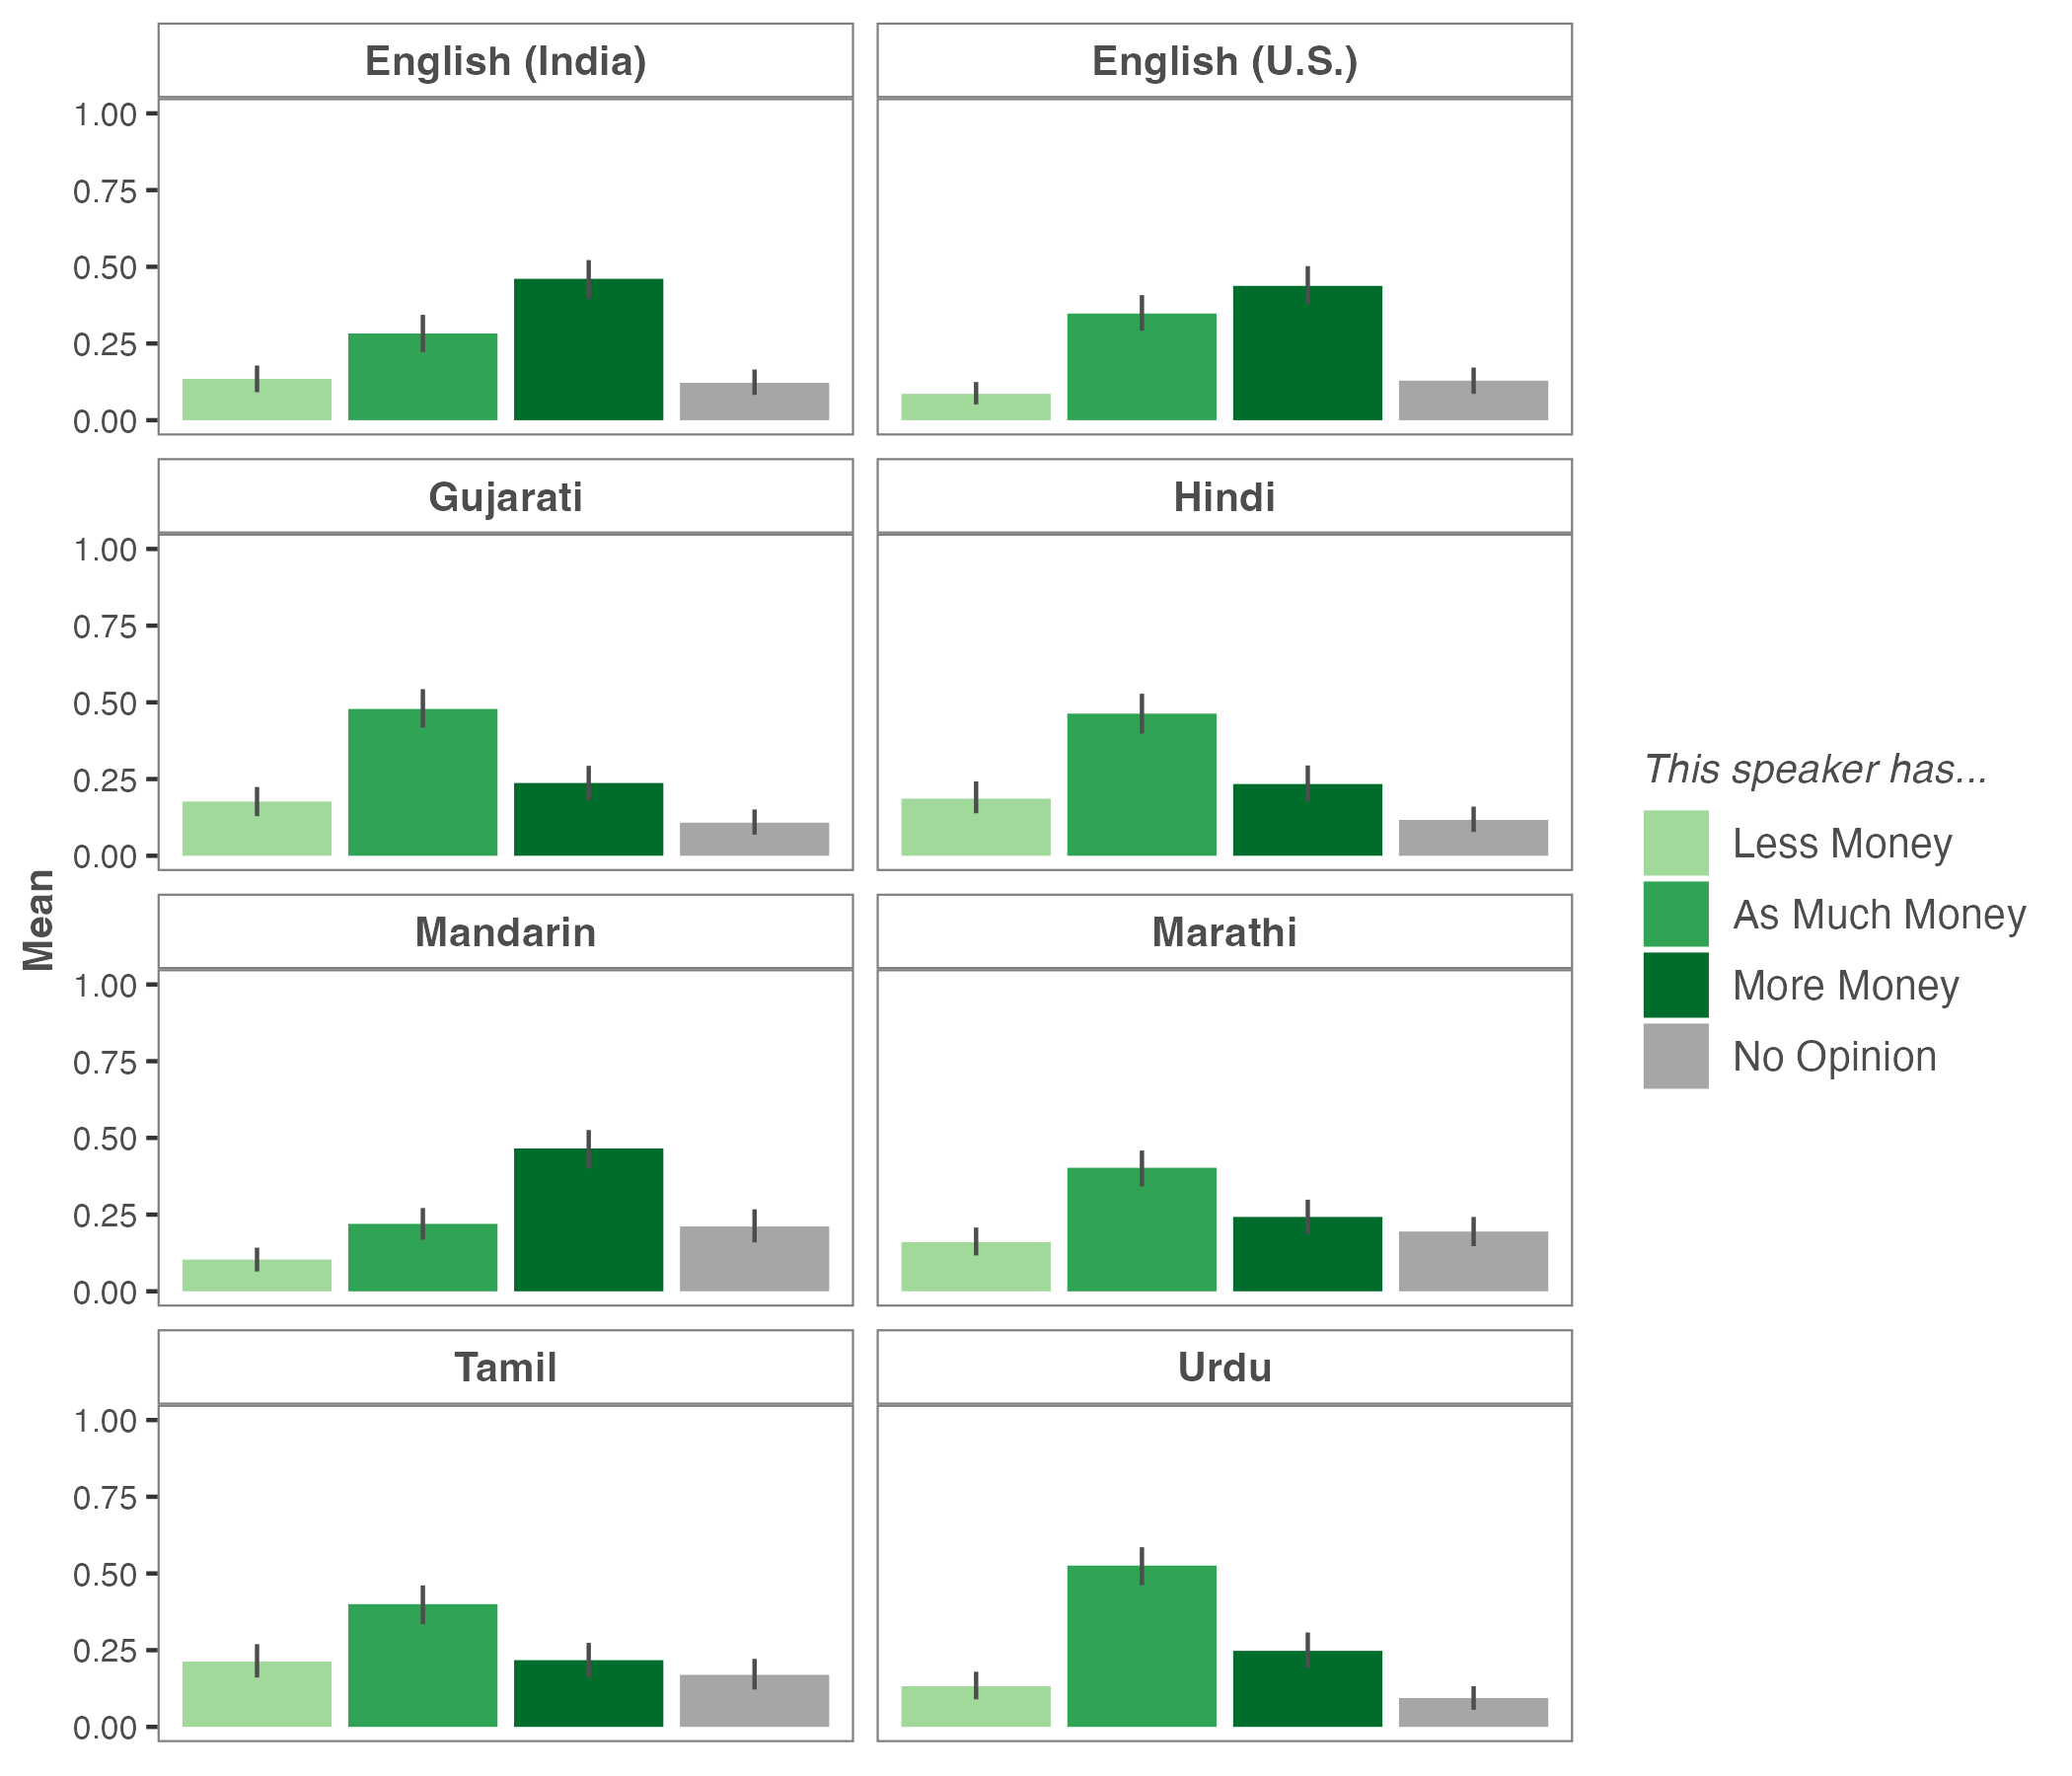 English (India)
English (U.S.)
1.00
0.75
0.50
0.25
0.00
Gujarati
Hindi
1.00
0.75
0.50
0.25
0.00
Mean
Mandarin
Marathi
1.00
0.75
0.50
0.25
0.00
Tamil
Urdu
1.00
0.75
0.50
0.25
0.00
This speaker has...
Less Money
As Much Money
More Money
No Opinion